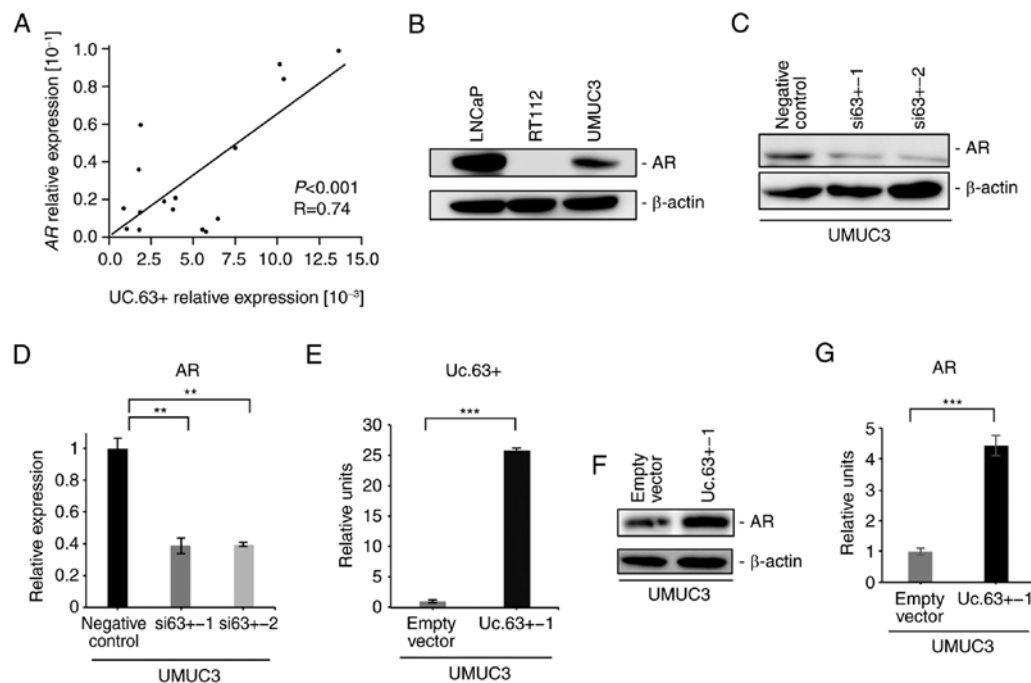 A
AR relative expression [10⁻¹]
1.0
0.8
0.6
0.4
0.2
0.0
P<0.001
R=0.74
0.0 2.5 5.0 7.5 10.0 12.5 15.0
UC.63+ relative expression [10⁻³]
B
LNCaP
RT112
UMUC3
- AR
- β-actin
C
Negative
control
si63+−1
si63+−2
- AR
- β-actin
UMUC3
D
AR
**
**
Relative expression
1
0.8
0.6
0.4
0.2
0
Negative
control
si63+−1 si63+−2
UMUC3
E
Uc.63+
***
Relative units
30
25
20
15
10
5
0
Empty
vector
Uc.63+−1
UMUC3
F
Empty
vector
Uc.63+−1
- AR
- β-actin
UMUC3
G
AR
***
Relative units
5
4
3
2
1
0
Empty
vector
Uc.63+−1
UMUC3